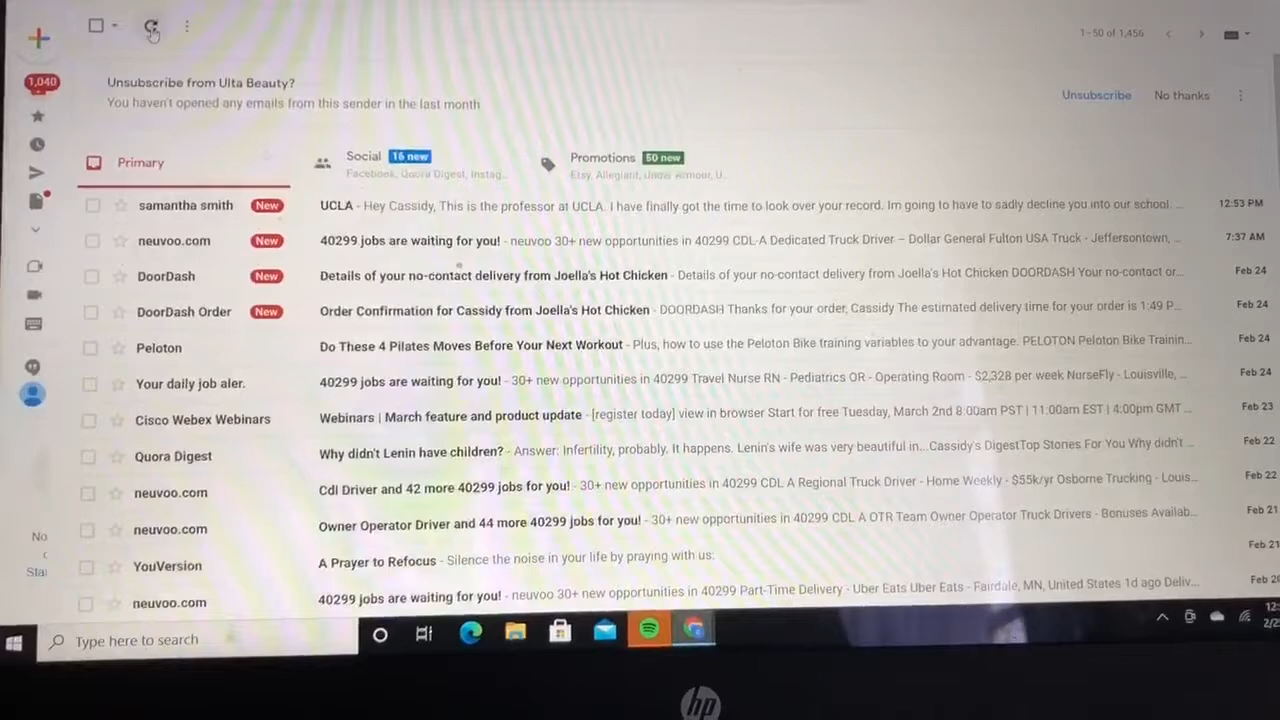 1–50 of 1,456
1,040
Unsubscribe from Ulta Beauty?
You haven't opened any emails from this sender in the last month
Unsubscribe No thanks
Primary
Social 16 new
Facebook, Quora Digest, Instag...
Promotions 50 new
Etsy, Allegiant, Under Armour, U...
samantha smith New UCLA - Hey Cassidy, This is the professor at UCLA. I have finally got the time to look over your record. Im going to have to sadly decline you into our school. ... 12:53 PM
neuvoo.com New 40299 jobs are waiting for you! - neuvoo 30+ new opportunities in 40299 CDL-A Dedicated Truck Driver – Dollar General Fulton USA Truck - Jeffersontown, ... 7:37 AM
DoorDash New Details of your no-contact delivery from Joella's Hot Chicken - Details of your no-contact delivery from Joella's Hot Chicken DOORDASH Your no-contact or... Feb 24
DoorDash Order New Order Confirmation for Cassidy from Joella's Hot Chicken - DOORDASH Thanks for your order, Cassidy The estimated delivery time for your order is 1:49 P... Feb 24
Peloton Do These 4 Pilates Moves Before Your Next Workout - Plus, how to use the Peloton Bike training variables to your advantage. PELOTON Peloton Bike Trainin... Feb 24
Your daily job aler. 40299 jobs are waiting for you! - 30+ new opportunities in 40299 Travel Nurse RN - Pediatrics OR - Operating Room - $2,328 per week NurseFly - Louisville, ... Feb 24
Cisco Webex Webinars Webinars | March feature and product update - [register today] view in browser Start for free Tuesday, March 2nd 8:00am PST | 11:00am EST | 4:00pm GMT ... Feb 23
Quora Digest Why didn't Lenin have children? - Answer: Infertility, probably. It happens. Lenin's wife was very beautiful in...Cassidy's DigestTop Stories For You Why didn't ... Feb 22
neuvoo.com Cdl Driver and 42 more 40299 jobs for you! - 30+ new opportunities in 40299 CDL A Regional Truck Driver - Home Weekly - $55k/yr Osborne Trucking - Louis... Feb 22
neuvoo.com Owner Operator Driver and 44 more 40299 jobs for you! - 30+ new opportunities in 40299 CDL A OTR Team Owner Operator Truck Drivers - Bonuses Availab... Feb 21
YouVersion A Prayer to Refocus - Silence the noise in your life by praying with us: Feb 21
neuvoo.com 40299 jobs are waiting for you! - neuvoo 30+ new opportunities in 40299 Part-Time Delivery - Uber Eats Uber Eats - Fairdale, MN, United States 1d ago Deliv... Feb 20
No
Type here to search
hp